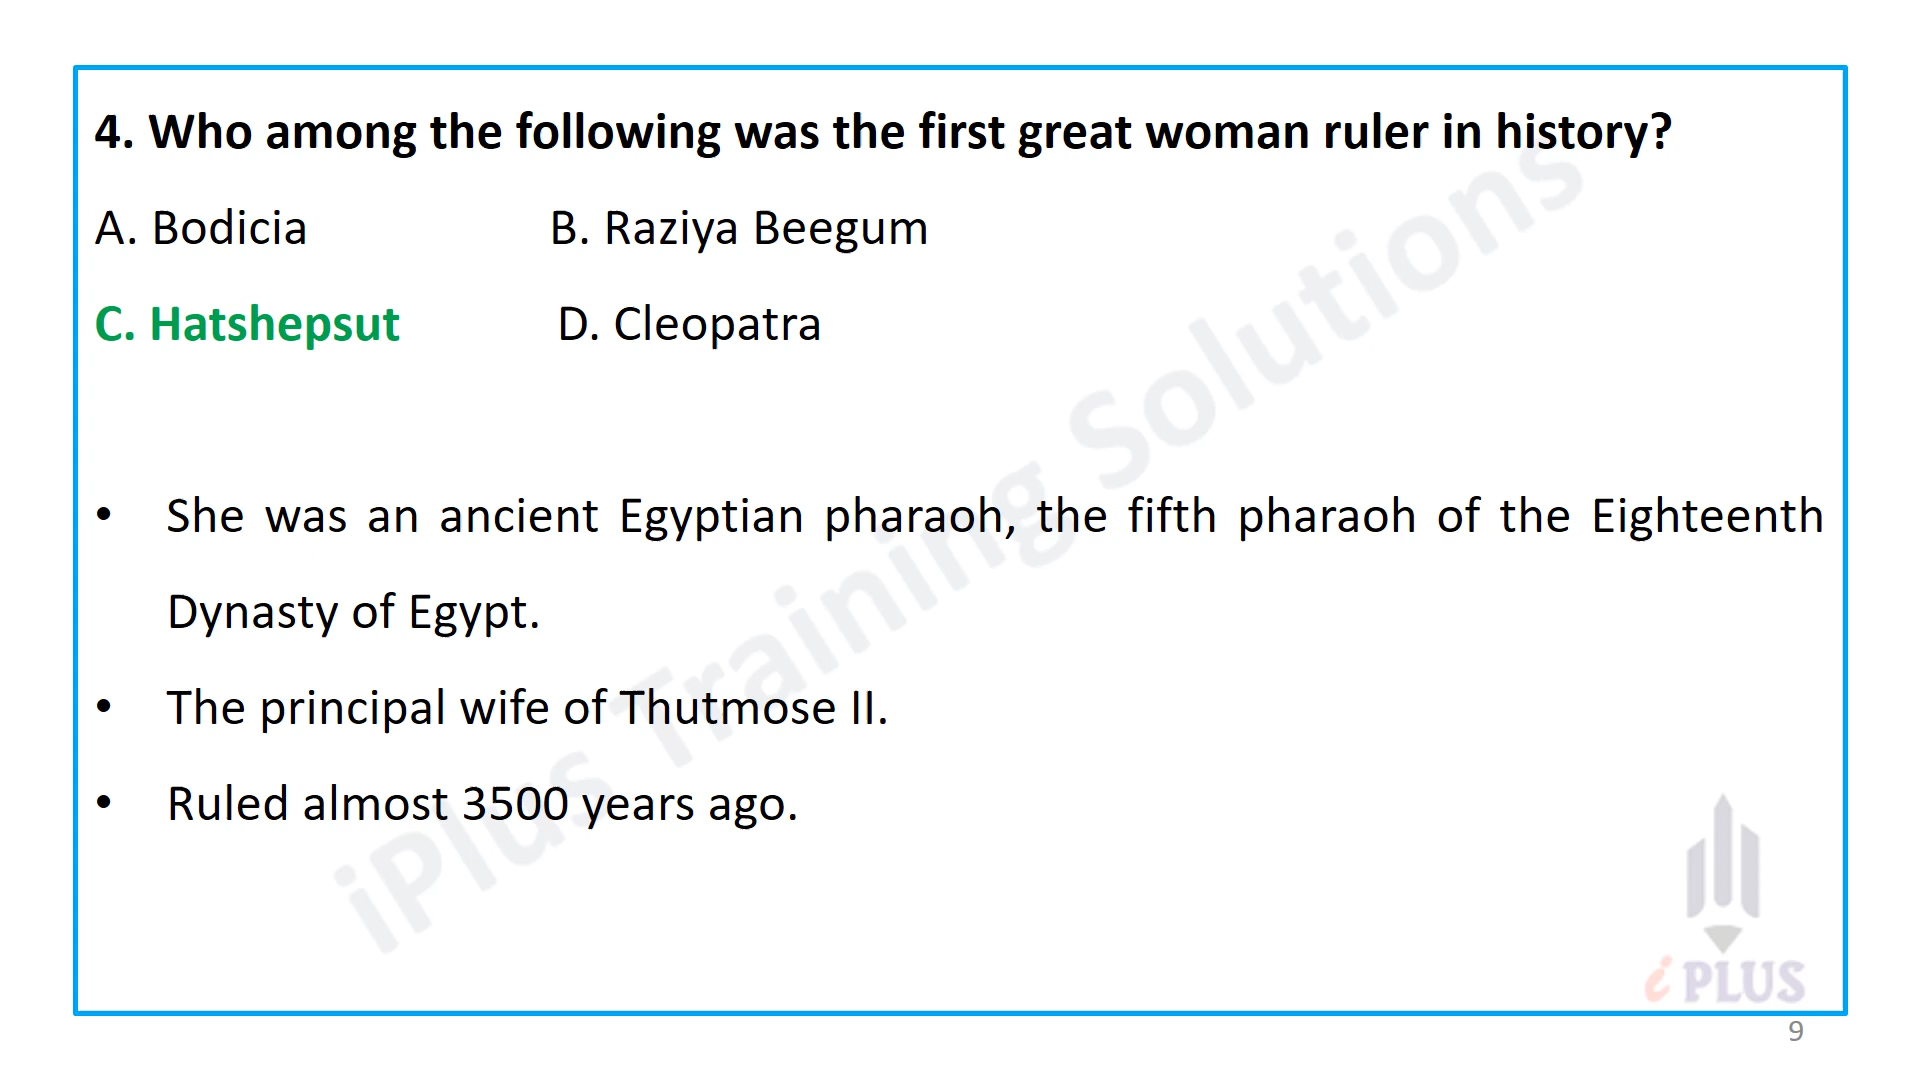 4. Who among the following was the first great woman ruler in history?
A. Bodicia B. Raziya Beegum
C. Hatshepsut D. Cleopatra
• She was an ancient Egyptian pharaoh, the fifth pharaoh of the Eighteenth
Dynasty of Egypt.
• The principal wife of Thutmose II.
• Ruled almost 3500 years ago.
iPlus Training Solutions
i PLUS
9